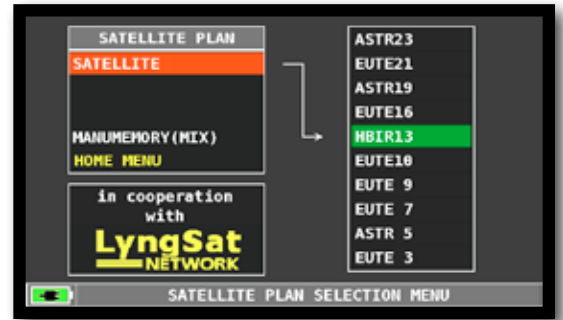 SATELLITE PLAN
SATELLITE
MANUMEMORY(MIX)
HOME MENU
in cooperation
with
LyngSat
NETWORK
ASTR23
EUTE21
ASTR19
EUTE16
HBIR13
EUTE10
EUTE 9
EUTE 7
ASTR 5
EUTE 3
SATELLITE PLAN SELECTION MENU